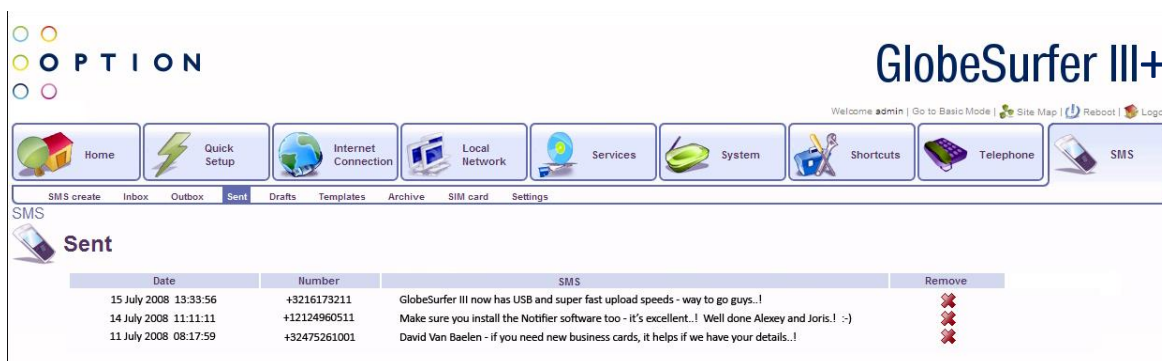 OPTION
GlobeSurfer III+
Welcome admin | Go to Basic Mode | Site Map | Reboot |
Home Quick Setup Internet Connection Local Network Services System Shortcuts Telephone SMS
SMS create Inbox Outbox Sent Drafts Templates Archive SIM card Settings
SMS
Sent
Date Number SMS Remove
15 July 2008 13:33:56 +3216173211 GlobeSurfer III now has USB and super fast upload speeds - way to go guys..!
14 July 2008 11:11:11 +12124960511 Make sure you install the Notifier software too - it's excellent..! Well done Alexey and Joris.! :-)
11 July 2008 08:17:59 +32475261001 David Van Baelen - if you need new business cards, it helps if we have your details..!